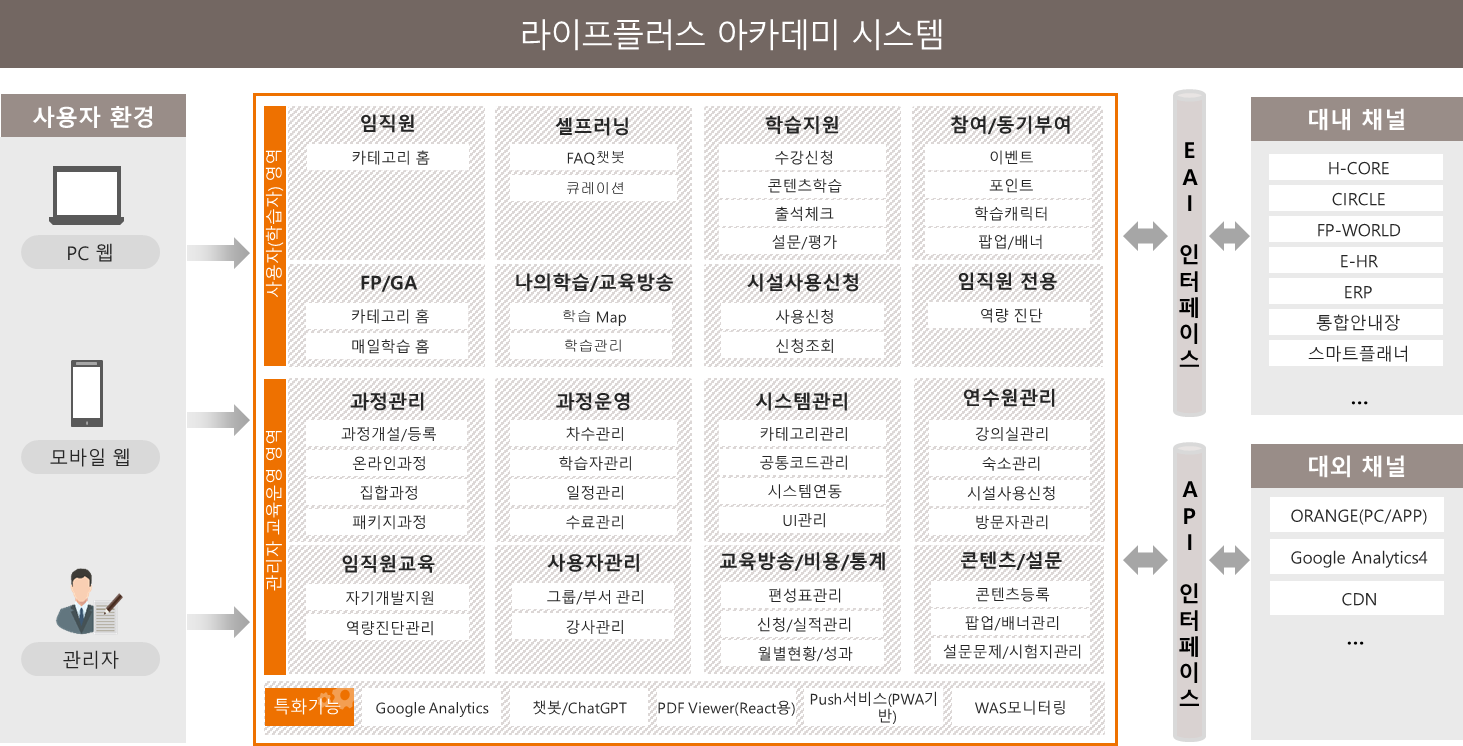 라이프플러스 아카데미 시스템
사용자 환경
PC 웹
모바일 웹
관리자
사용자(학습자) 영역
임직원
카테고리 홈
셀프러닝
FAQ챗봇
큐레이션
학습지원
수강신청
콘텐츠학습
출석체크
설문/평가
참여/동기부여
이벤트
포인트
학습캐릭터
팝업/배너
FP/GA
카테고리 홈
매일학습 홈
나의학습/교육방송
학습 Map
학습관리
시설사용신청
사용신청
신청조회
임직원 전용
역량 진단
관리자 교육운영 영역
과정관리
과정개설/등록
온라인과정
집합과정
패키지과정
과정운영
차수관리
학습자관리
일정관리
수료관리
시스템관리
카테고리관리
공통코드관리
시스템연동
UI관리
연수원관리
강의실관리
숙소관리
시설사용신청
방문자관리
임직원교육
자기개발지원
역량진단관리
사용자관리
그룹/부서 관리
강사관리
교육방송/비용/통계
편성표관리
신청/실적관리
월별현황/성과
콘텐츠/설문
콘텐츠등록
팝업/배너관리
설문문제/시험지관리
특화기능
Google Analytics
챗봇/ChatGPT
PDF Viewer(React용)
Push서비스(PWA기
반)
WAS모니터링
EAI 인터페이스
API 인터페이스
대내 채널
H-CORE
CIRCLE
FP-WORLD
E-HR
ERP
통합안내장
스마트플래너
...
대외 채널
ORANGE(PC/APP)
Google Analytics4
CDN
...